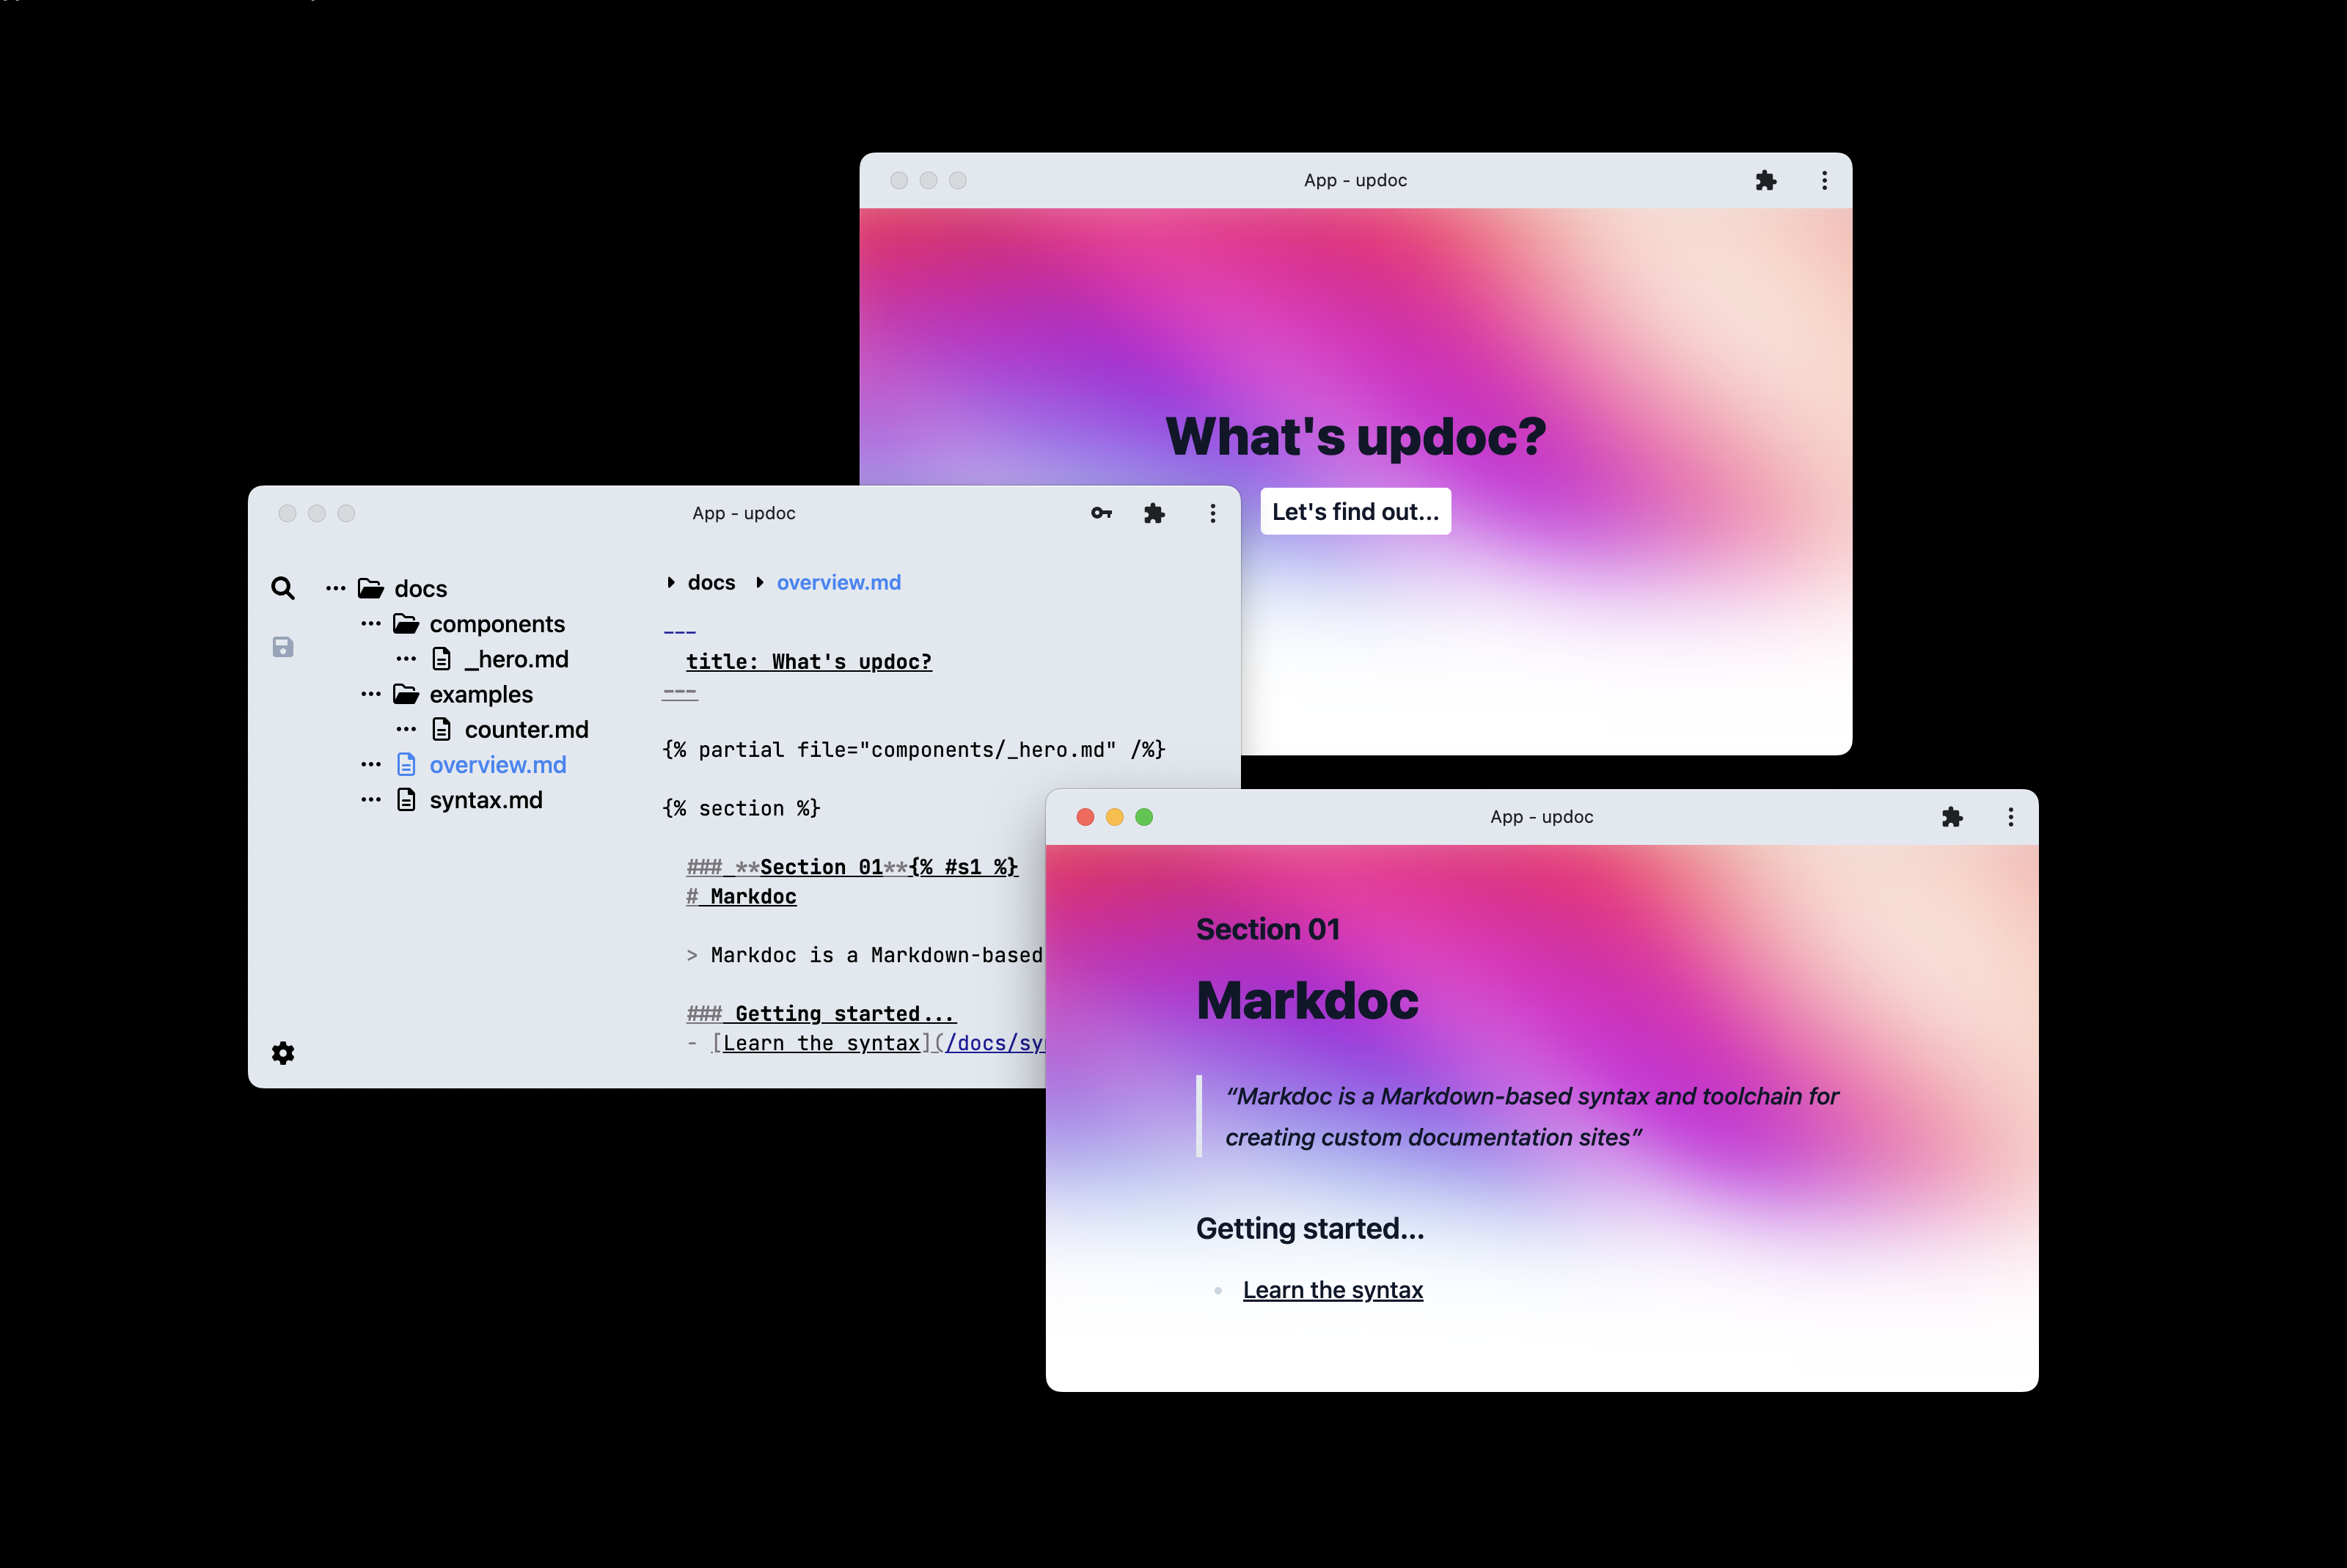 App - updoc
What's updoc?
Let's find out...
App - updoc
docs
components
_hero.md
examples
counter.md
overview.md
syntax.md
docs overview.md
---
title: What's updoc?
---
{% partial file="components/_hero.md" /%}
{% section %}
### **Section 01**{% #s1 %}
# Markdoc
> Markdoc is a Markdown-based
### Getting started...
- [Learn the syntax](/docs/sy
App - updoc
Section 01
Markdoc
“Markdoc is a Markdown-based syntax and toolchain for
creating custom documentation sites”
Getting started...
Learn the syntax